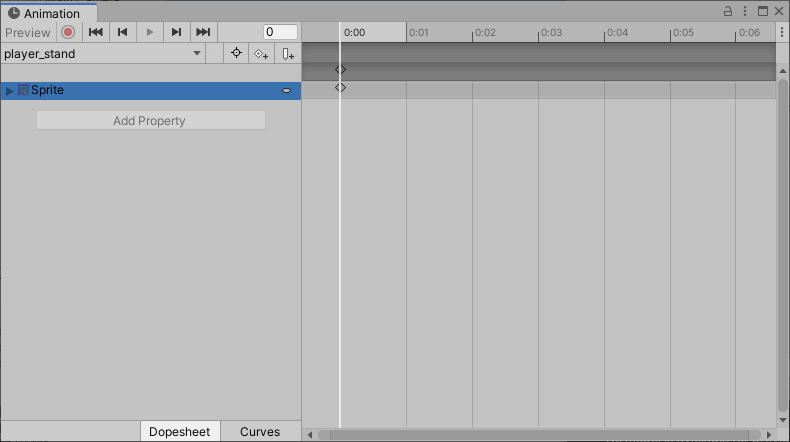 Animation
Preview 0 0:00 0:01 0:02 0:03 0:04 0:05 0:06
player_stand
Sprite
Add Property
Dopesheet Curves